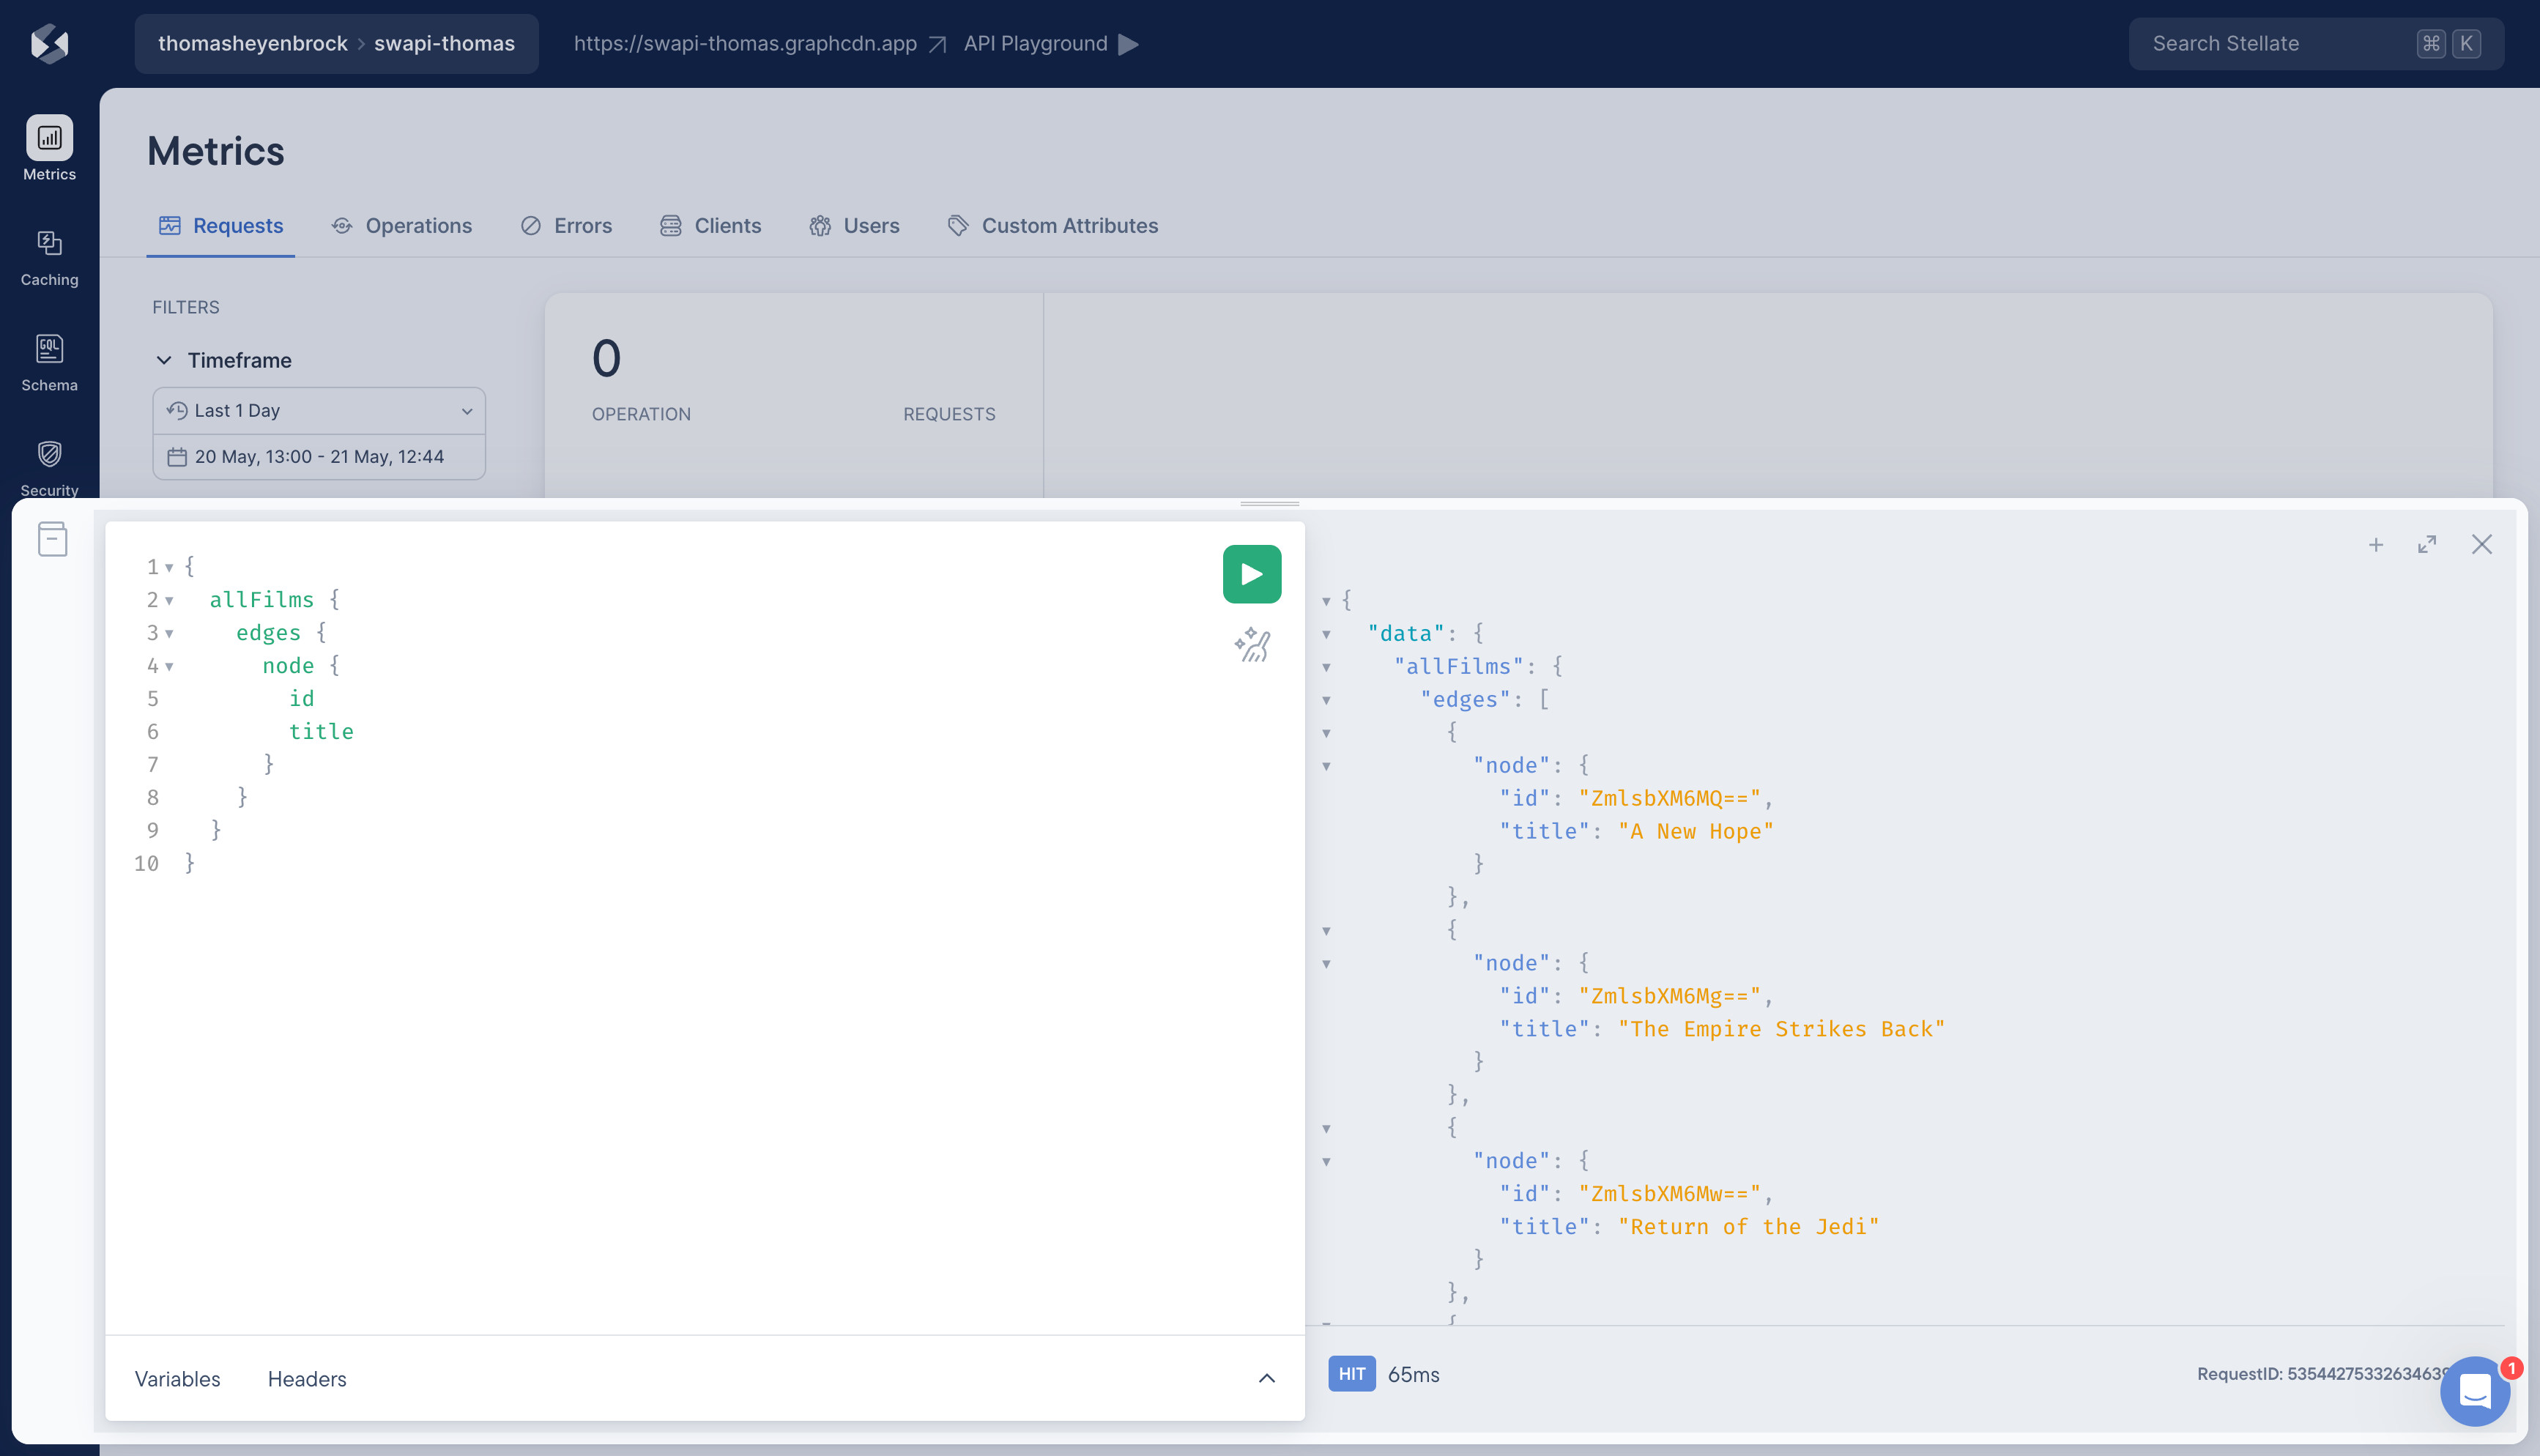 thomasheyenbrock > swapi-thomas
https://swapi-thomas.graphcdn.app
API Playground
Search Stellate
⌘ K
Metrics
Caching
GQL
Schema
Security
Metrics
Requests
Operations
Errors
Clients
Users
Custom Attributes
FILTERS
Timeframe
Last 1 Day
20 May, 13:00 - 21 May, 12:44
0
OPERATION REQUESTS
1 {
2 allFilms {
3 edges {
4 node {
5 id
6 title
7 }
8 }
9 }
10 }
Variables
Headers
{
"data": {
"allFilms": {
"edges": [
{
"node": {
"id": "ZmlsbXM6MQ==",
"title": "A New Hope"
}
},
{
"node": {
"id": "ZmlsbXM6Mg==",
"title": "The Empire Strikes Back"
}
},
{
"node": {
"id": "ZmlsbXM6Mw==",
"title": "Return of the Jedi"
}
},
{
HIT 65ms
RequestID:
1